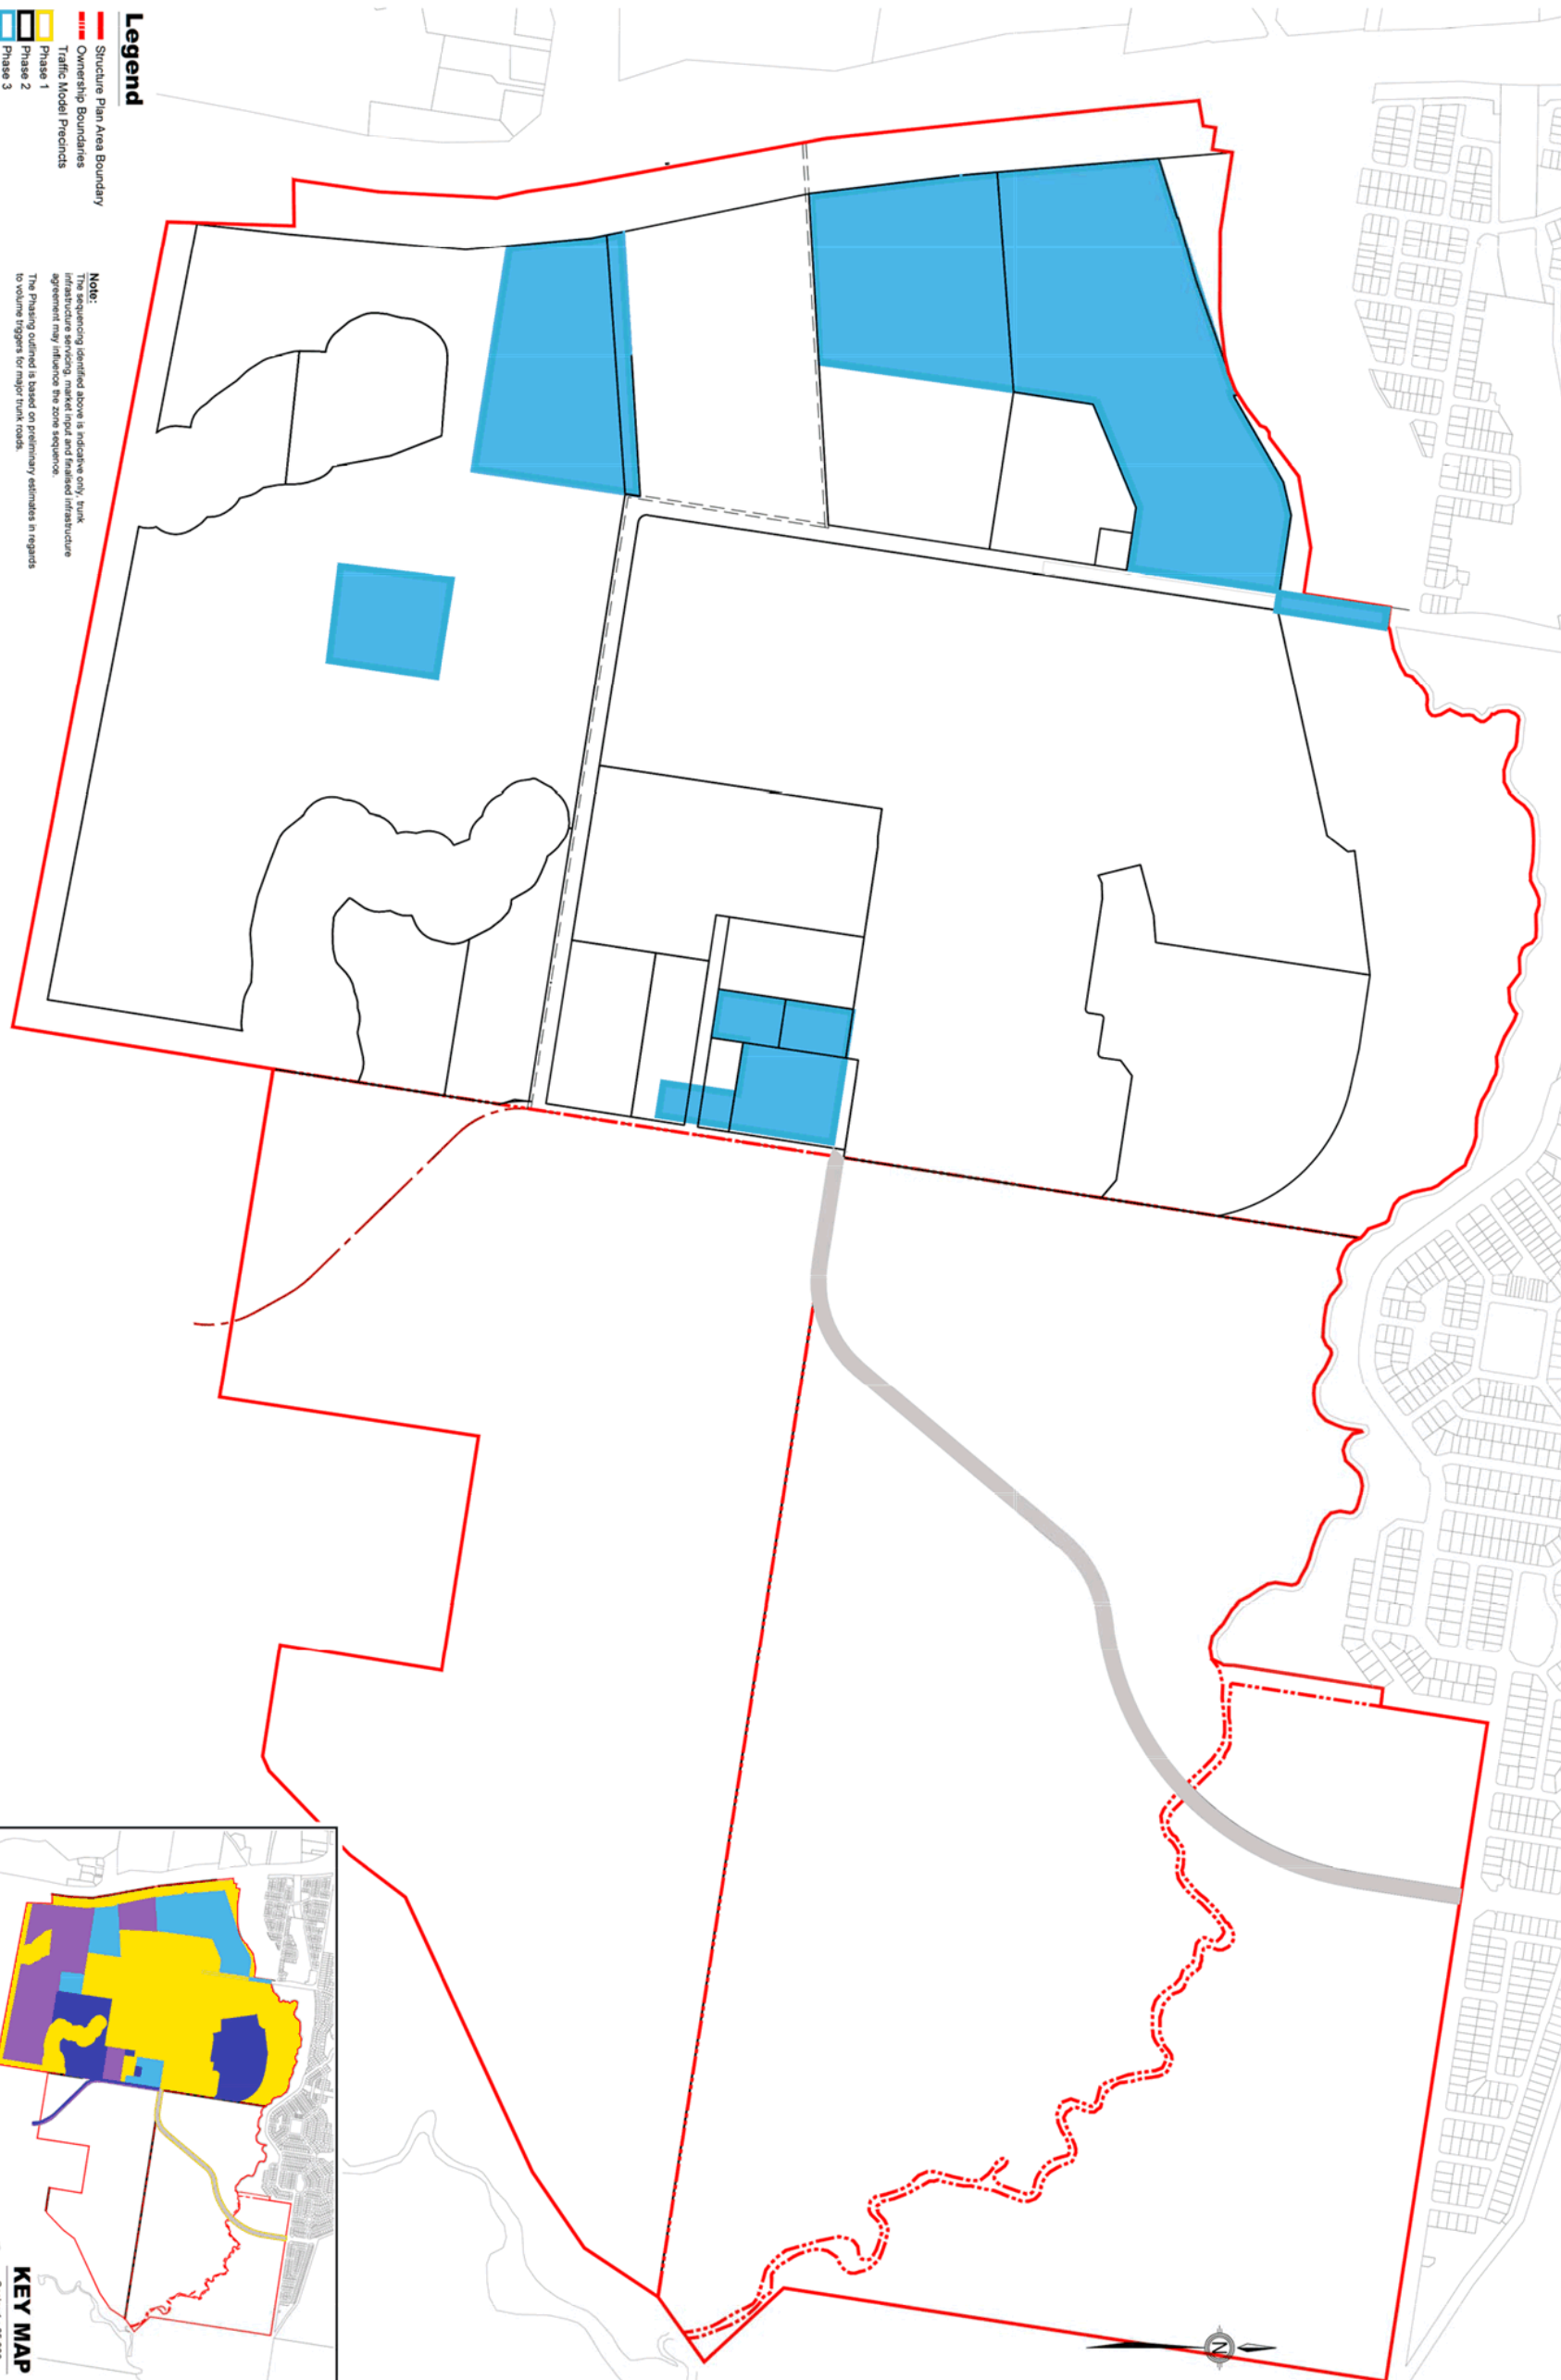 Legend
Structure Plan Area Boundary
Ownership Boundaries
Traffic Model Precincts
Phase 1
Phase 2
Phase 3
Note:
The sequencing identified above is indicative only, trunk
infrastructure servicing, market input and finalised infrastructure
agreement may influence the zone sequence.
The Phasing outlined is based on preliminary estimates in regards
to volume triggers for major trunk roads.
KEY MAP
N